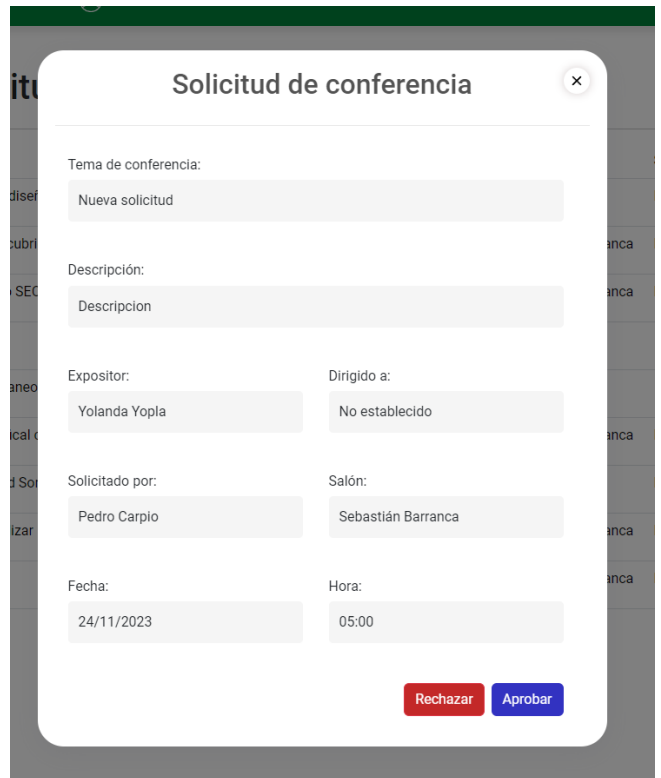 Solicitud de conferencia
Tema de conferencia:
Nueva solicitud
Descripción:
Descripcion
Expositor:
Dirigido a:
Yolanda Yopla
No establecido
Solicitado por:
Salón:
Pedro Carpio
Sebastián Barranca
Fecha:
Hora:
24/11/2023
05:00
Rechazar
Aprobar